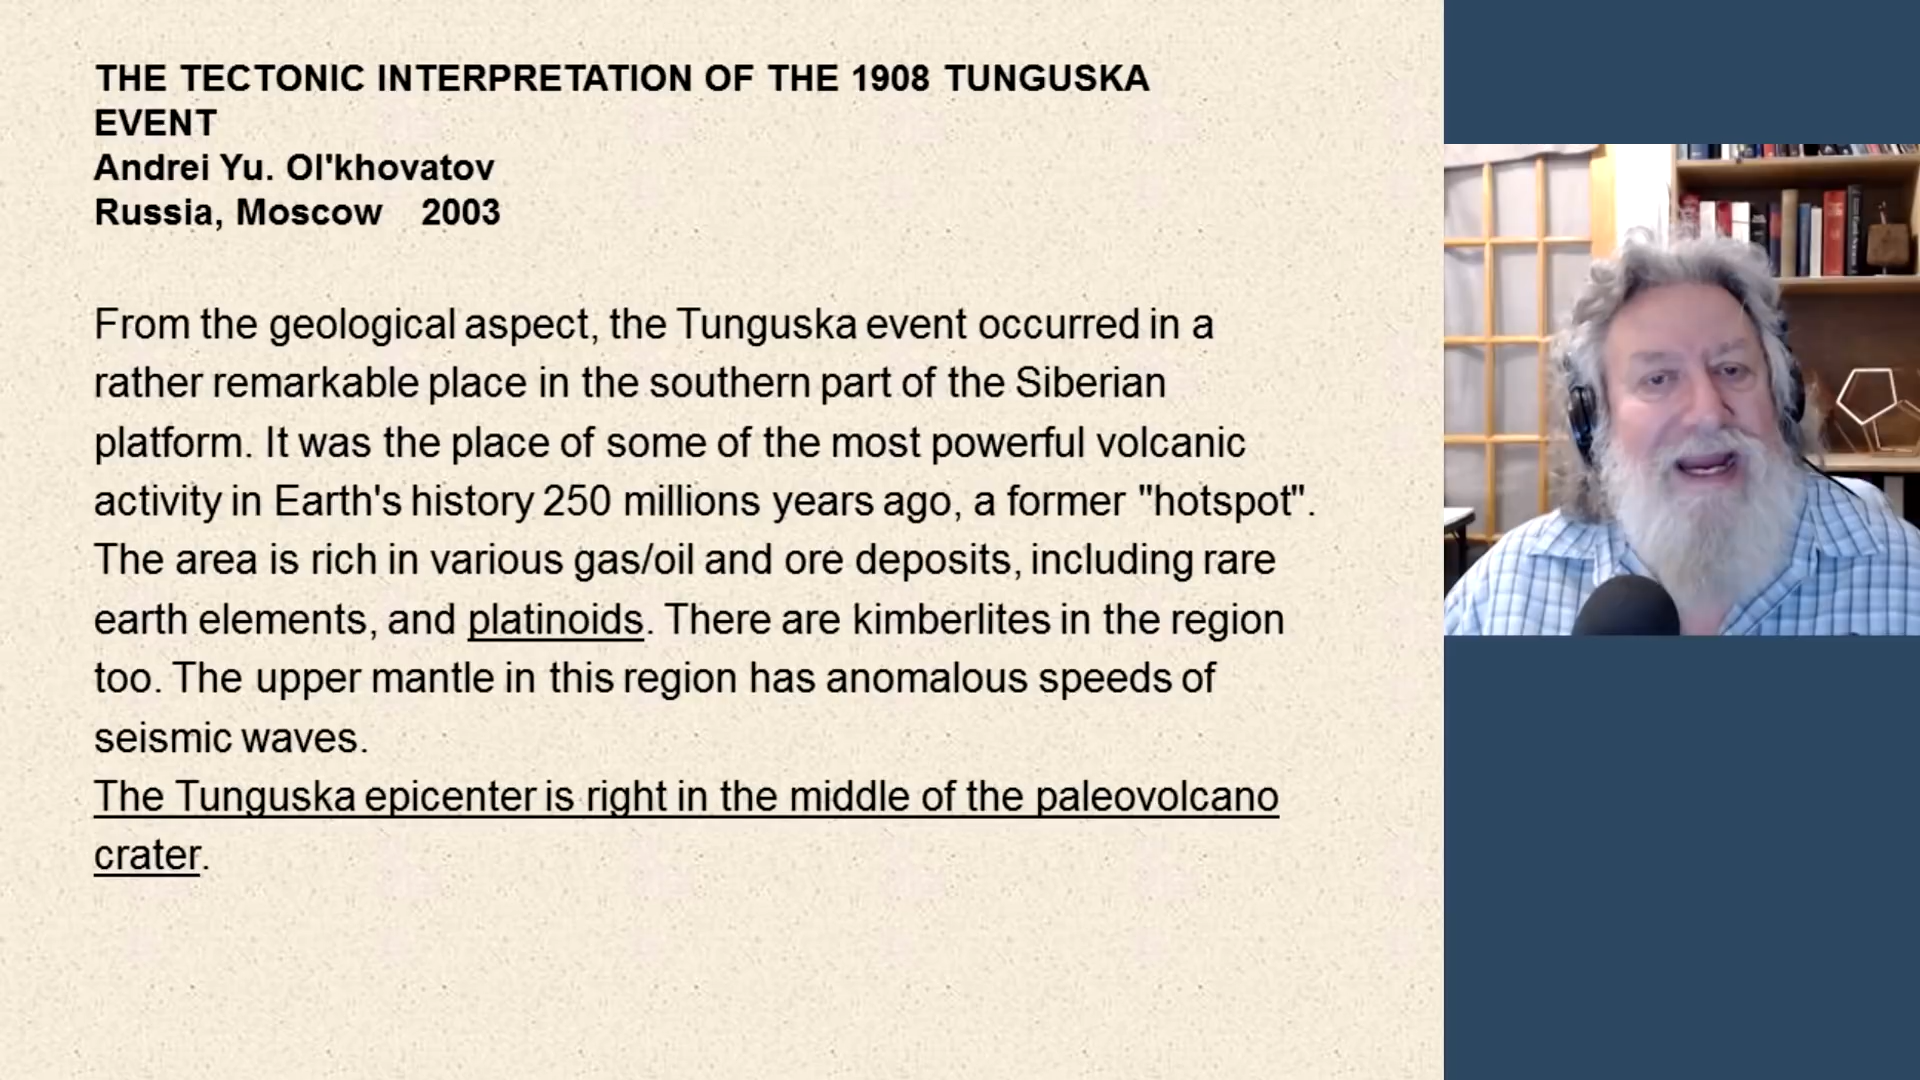 THE TECTONIC INTERPRETATION OF THE 1908 TUNGUSKA
EVENT
Andrei Yu. Ol'khovatov
Russia, Moscow 2003
From the geological aspect, the Tunguska event occurred in a
rather remarkable place in the southern part of the Siberian
platform. It was the place of some of the most powerful volcanic
activity in Earth's history 250 millions years ago, a former "hotspot".
The area is rich in various gas/oil and ore deposits, including rare
earth elements, and platinoids. There are kimberlites in the region
too. The upper mantle in this region has anomalous speeds of
seismic waves.
The Tunguska epicenter is right in the middle of the paleovolcano
crater.